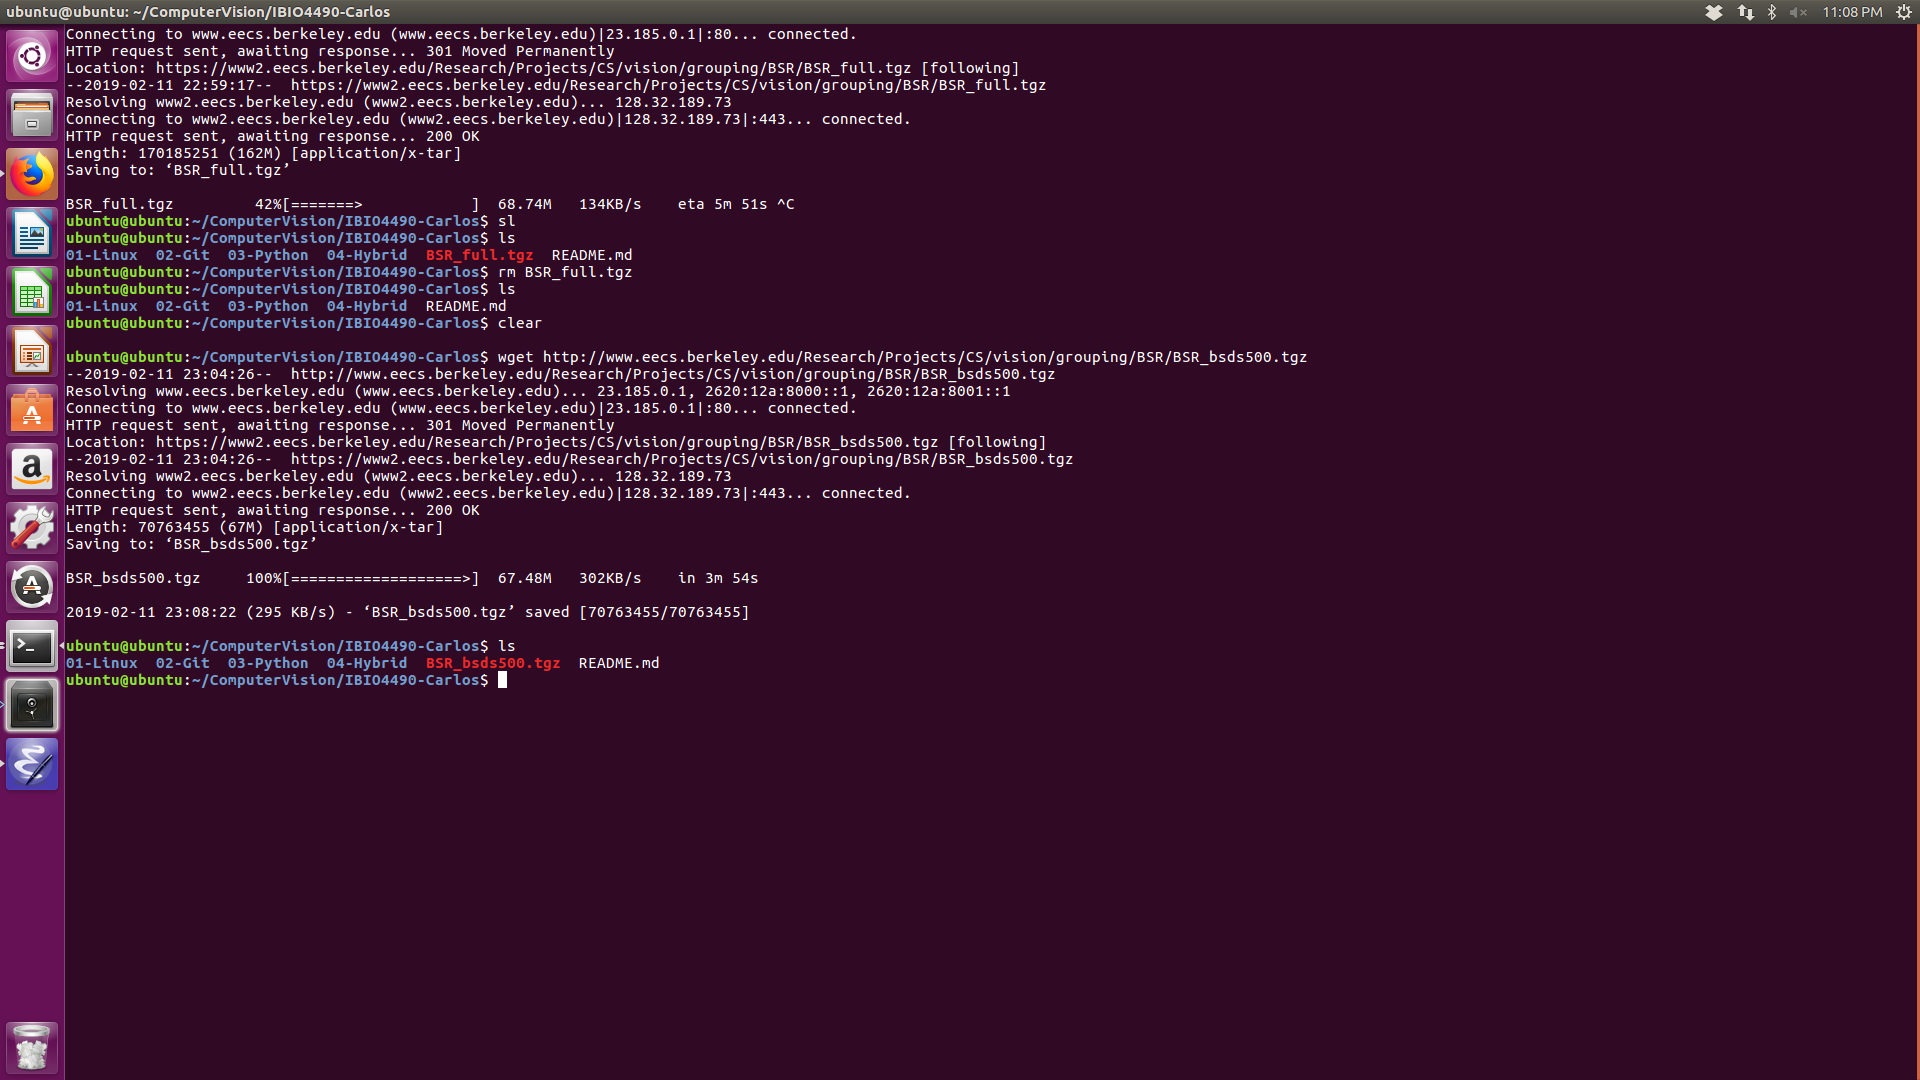 ubuntu@ubuntu: ~/ComputerVision/IBIO4490-Carlos
11:08 PM
Connecting to www.eecs.berkeley.edu (www.eecs.berkeley.edu)|23.185.0.1|:80... connected.
HTTP request sent, awaiting response... 301 Moved Permanently
Location: https://www2.eecs.berkeley.edu/Research/Projects/CS/vision/grouping/BSR/BSR_full.tgz [following]
--2019-02-11 22:59:17--  https://www2.eecs.berkeley.edu/Research/Projects/CS/vision/grouping/BSR/BSR_full.tgz
Resolving www2.eecs.berkeley.edu (www2.eecs.berkeley.edu)... 128.32.189.73
Connecting to www2.eecs.berkeley.edu (www2.eecs.berkeley.edu)|128.32.189.73|:443... connected.
HTTP request sent, awaiting response... 200 OK
Length: 170185251 (162M) [application/x-tar]
Saving to: ‘BSR_full.tgz’
BSR_full.tgz         42%[=======>            ]  68.74M   134KB/s    eta 5m 51s ^C
ubuntu@ubuntu:~/ComputerVision/IBIO4490-Carlos$ sl
ubuntu@ubuntu:~/ComputerVision/IBIO4490-Carlos$ ls
01-Linux  02-Git  03-Python  04-Hybrid  BSR_full.tgz  README.md
ubuntu@ubuntu:~/ComputerVision/IBIO4490-Carlos$ rm BSR_full.tgz
ubuntu@ubuntu:~/ComputerVision/IBIO4490-Carlos$ ls
01-Linux  02-Git  03-Python  04-Hybrid  README.md
ubuntu@ubuntu:~/ComputerVision/IBIO4490-Carlos$ clear
ubuntu@ubuntu:~/ComputerVision/IBIO4490-Carlos$ wget http://www.eecs.berkeley.edu/Research/Projects/CS/vision/grouping/BSR/BSR_bsds500.tgz
--2019-02-11 23:04:26--  http://www.eecs.berkeley.edu/Research/Projects/CS/vision/grouping/BSR/BSR_bsds500.tgz
Resolving www.eecs.berkeley.edu (www.eecs.berkeley.edu)... 23.185.0.1, 2620:12a:8000::1, 2620:12a:8001::1
Connecting to www.eecs.berkeley.edu (www.eecs.berkeley.edu)|23.185.0.1|:80... connected.
HTTP request sent, awaiting response... 301 Moved Permanently
Location: https://www2.eecs.berkeley.edu/Research/Projects/CS/vision/grouping/BSR/BSR_bsds500.tgz [following]
--2019-02-11 23:04:26--  https://www2.eecs.berkeley.edu/Research/Projects/CS/vision/grouping/BSR/BSR_bsds500.tgz
Resolving www2.eecs.berkeley.edu (www2.eecs.berkeley.edu)... 128.32.189.73
Connecting to www2.eecs.berkeley.edu (www2.eecs.berkeley.edu)|128.32.189.73|:443... connected.
HTTP request sent, awaiting response... 200 OK
Length: 70763455 (67M) [application/x-tar]
Saving to: ‘BSR_bsds500.tgz’
BSR_bsds500.tgz     100%[===================>]  67.48M   302KB/s    in 3m 54s
2019-02-11 23:08:22 (295 KB/s) - ‘BSR_bsds500.tgz’ saved [70763455/70763455]
ubuntu@ubuntu:~/ComputerVision/IBIO4490-Carlos$ ls
01-Linux  02-Git  03-Python  04-Hybrid  BSR_bsds500.tgz  README.md
ubuntu@ubuntu:~/ComputerVision/IBIO4490-Carlos$